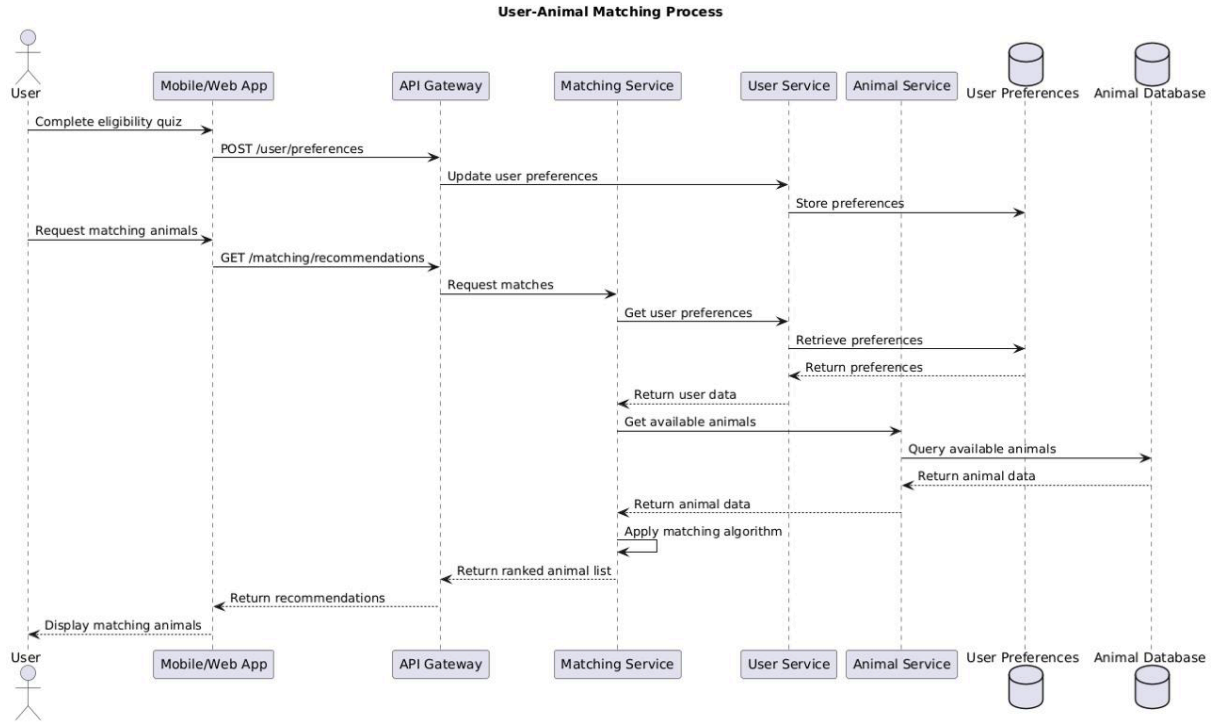 User-Animal Matching Process
User
Mobile/Web App
API Gateway
Matching Service
User Service
Animal Service
User Preferences
Animal Database
Complete eligibility quiz
POST /user/preferences
Update user preferences
Store preferences
Request matching animals
GET /matching/recommendations
Request matches
Get user preferences
Retrieve preferences
Return preferences
Return user data
Get available animals
Query available animals
Return animal data
Return animal data
Apply matching algorithm
Return ranked animal list
Return recommendations
Display matching animals
User
Mobile/Web App
API Gateway
Matching Service
User Service
Animal Service
User Preferences
Animal Database